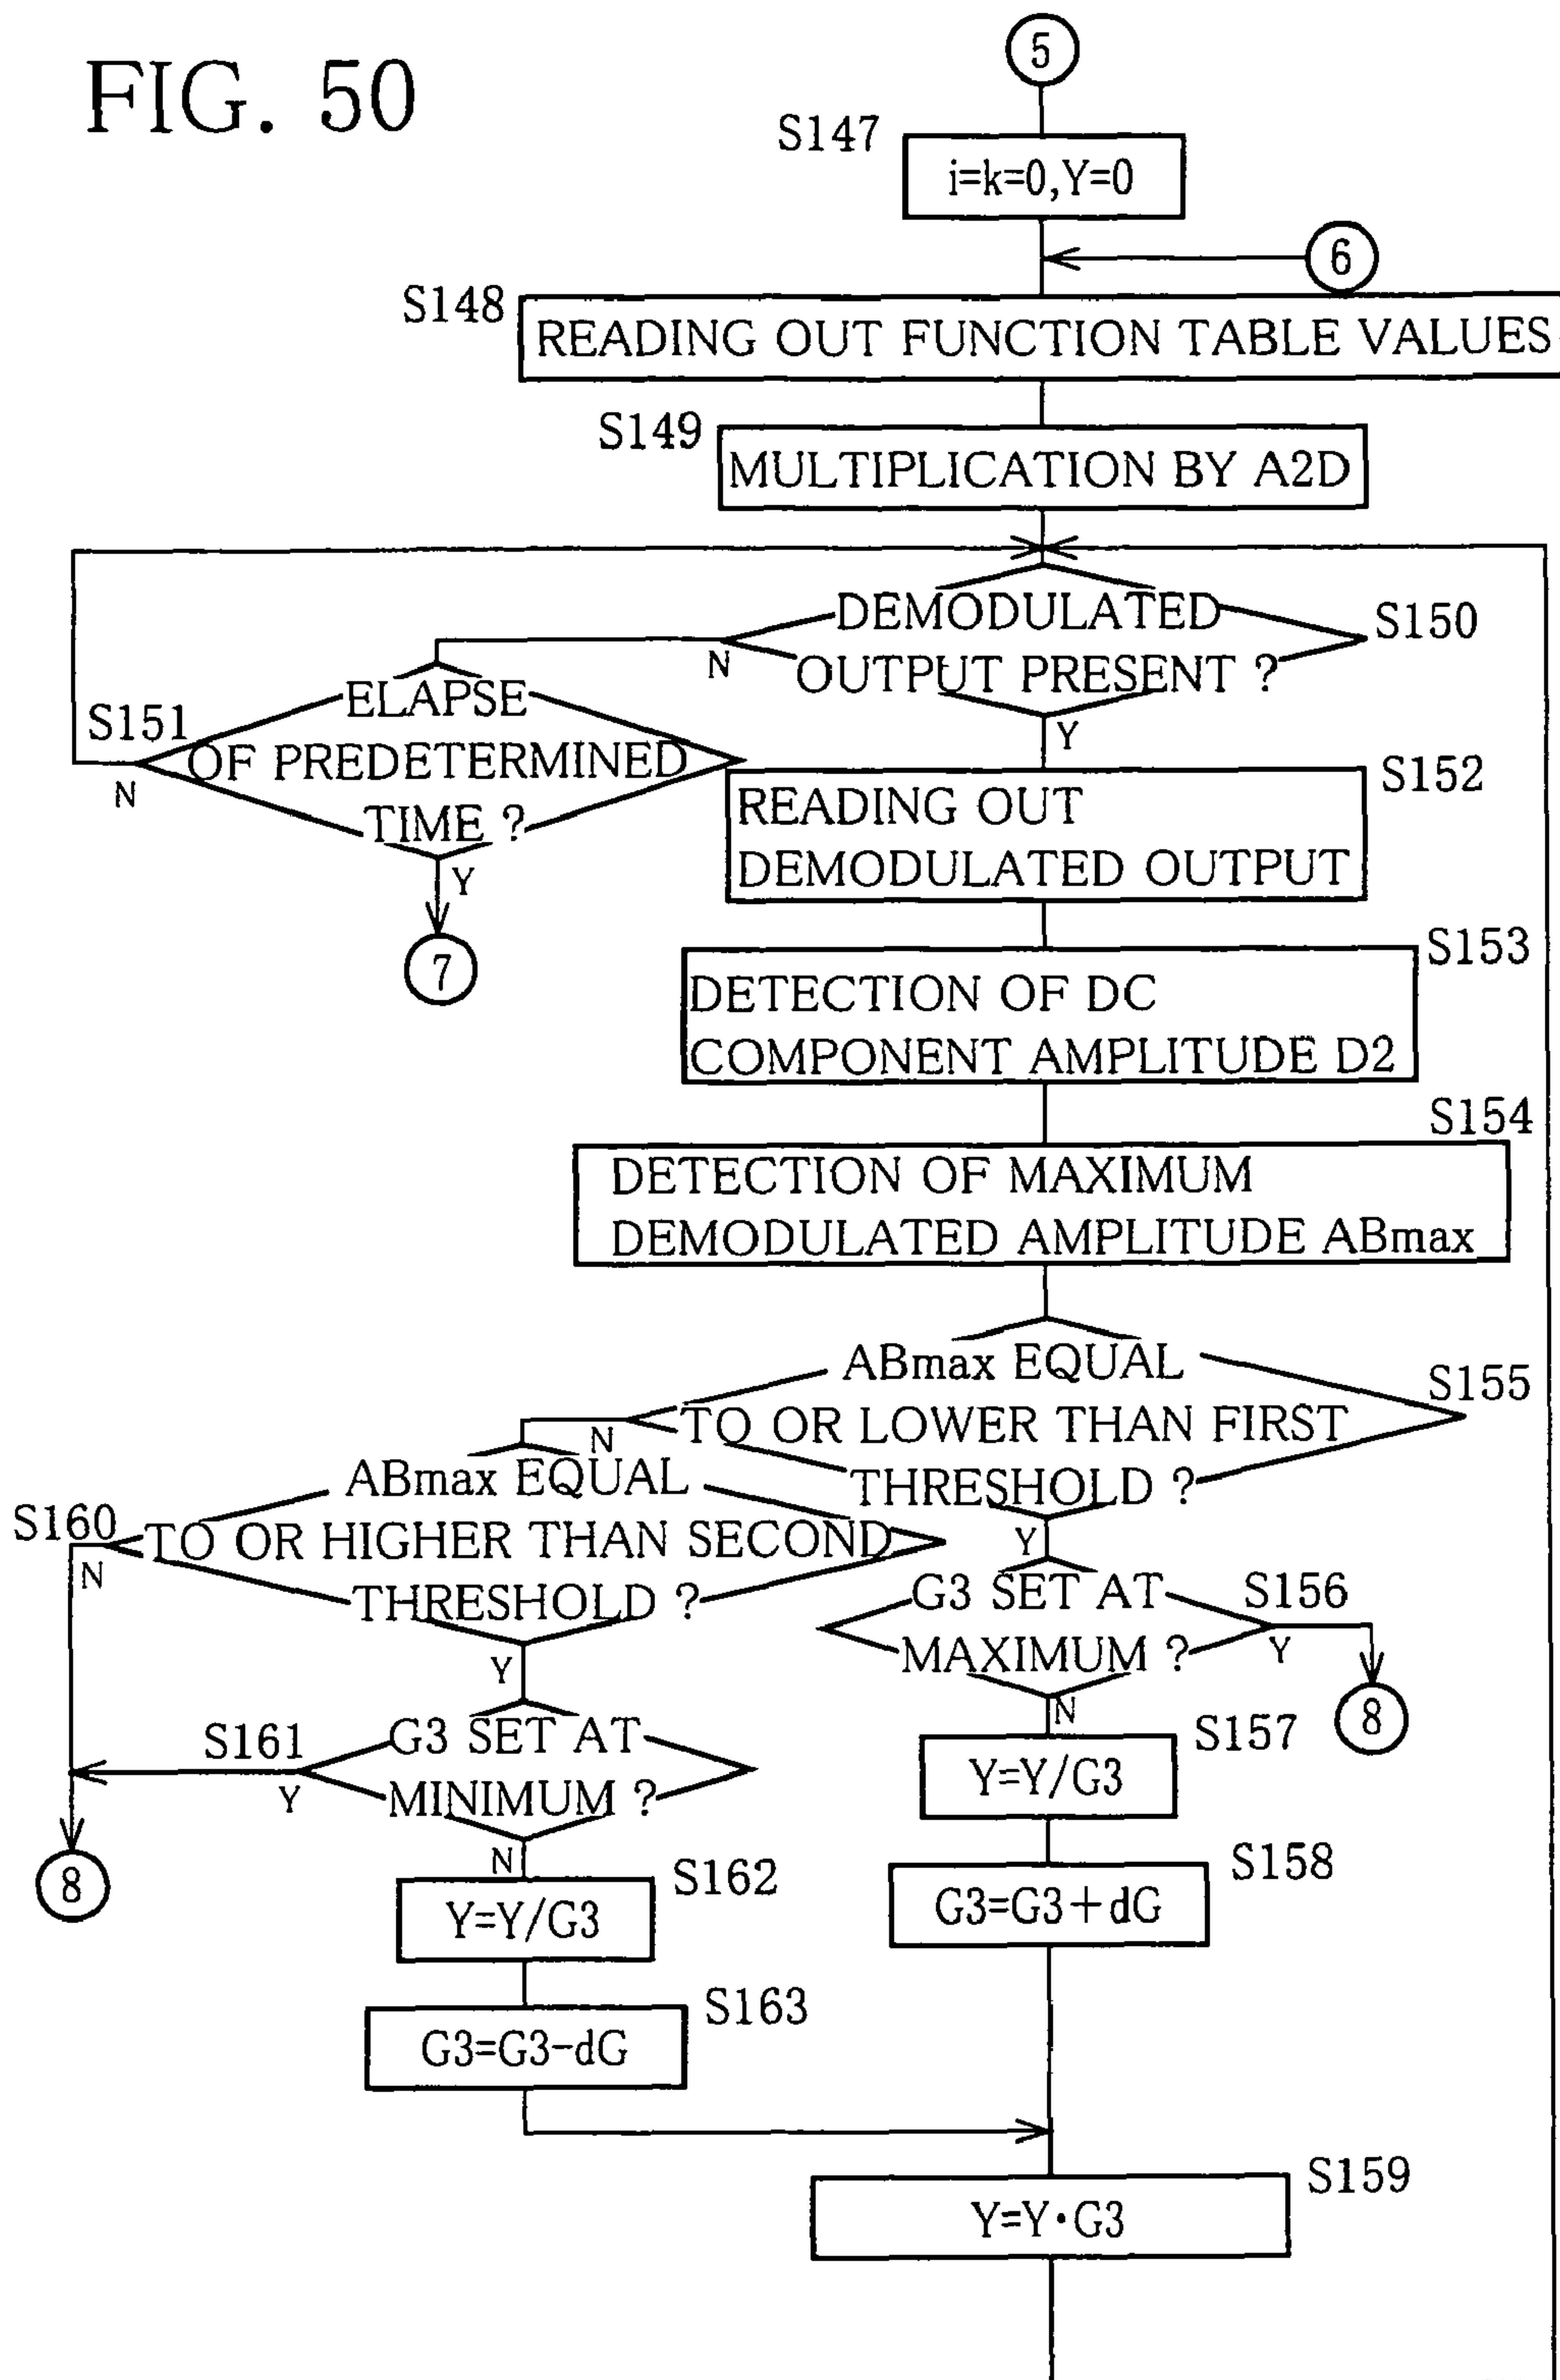 FIG. 50
5
S147
i=k=0,Y=0
6
S148
READING OUT FUNCTION TABLE VALUES
S149
MULTIPLICATION BY A2D
DEMODULATED
OUTPUT PRESENT ?
S150
N
Y
S151
ELAPSE
OF PREDETERMINED
TIME ?
N
Y
7
S152
READING OUT
DEMODULATED OUTPUT
S153
DETECTION OF DC
COMPONENT AMPLITUDE D2
S154
DETECTION OF MAXIMUM
DEMODULATED AMPLITUDE ABmax
ABmax EQUAL
TO OR LOWER THAN FIRST
THRESHOLD ?
S155
N
Y
S160
ABmax EQUAL
TO OR HIGHER THAN SECOND
THRESHOLD ?
N
Y
G3 SET AT
MAXIMUM ?
S156
Y
N
8
S161
G3 SET AT
MINIMUM ?
Y
N
8
S157
Y=Y/G3
S158
G3=G3+dG
S162
Y=Y/G3
S163
G3=G3-dG
S159
Y=Y·G3